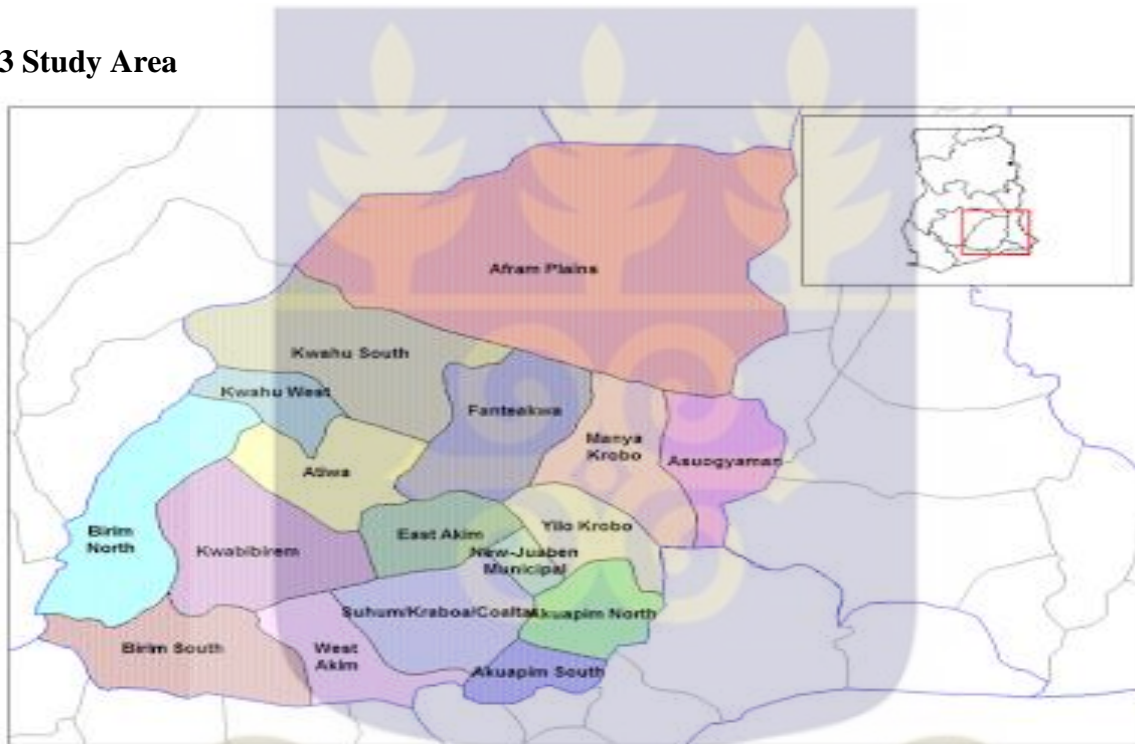 3 Study Area
Afram Plains
Kwahu South
Kwahu West
Fanteakwa
Manya
Krobo
Asuogyaman
Atiwa
Birim
North
Kwabibirem
East Akim
Yilo Krobo
New-Juaben
Municipal
Suhum/Kraboa/Coaltar
Akuapim North
Birim South
West
Akim
Akuapim South